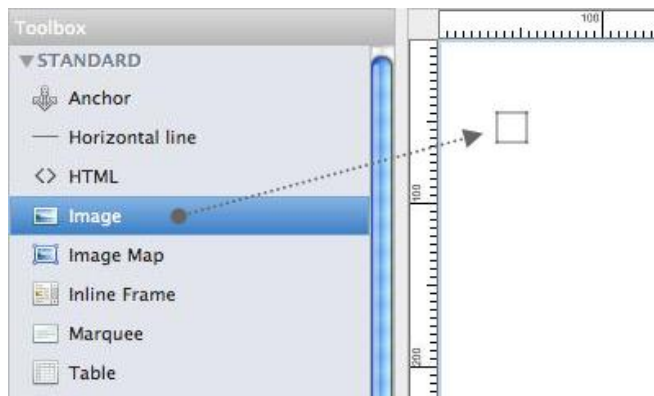 Toolbox
STANDARD
Anchor
Horizontal line
<> HTML
Image
Image Map
Inline Frame
Marquee
Table
100
100
200